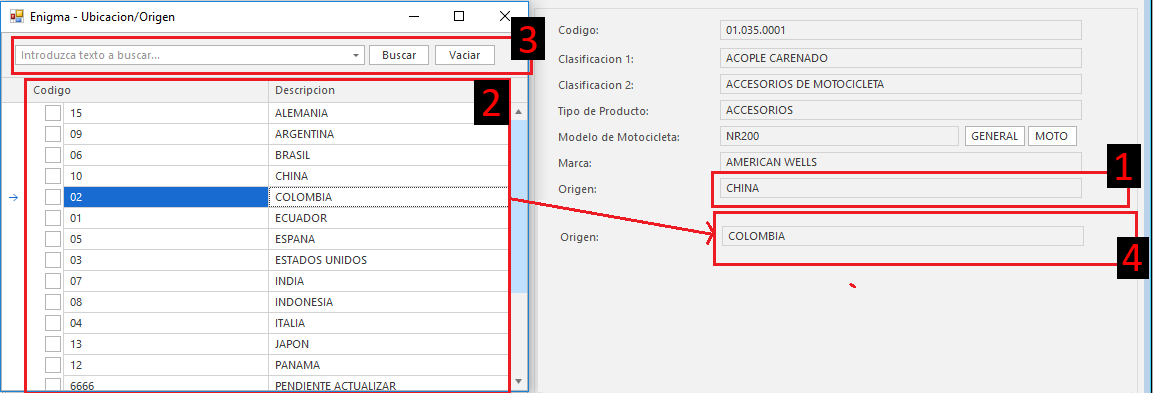 Enigma - Ubicacion/Origen
Introduzca texto a buscar... Buscar Vaciar 3
Codigo Descripcion 2
15 ALEMANIA
09 ARGENTINA
06 BRASIL
10 CHINA
02 COLOMBIA
01 ECUADOR
05 ESPANA
03 ESTADOS UNIDOS
07 INDIA
08 INDONESIA
04 ITALIA
13 JAPON
12 PANAMA
6666 PENDIENTE ACTUALIZAR
Codigo: 01.035.0001
Clasificacion 1: ACOPLE CARENADO
Clasificacion 2: ACCESORIOS DE MOTOCICLETA
Tipo de Producto: ACCESORIOS
Modelo de Motocicleta: NR200 GENERAL MOTO
Marca: AMERICAN WELLS
Origen: CHINA 1
Origen: COLOMBIA 4